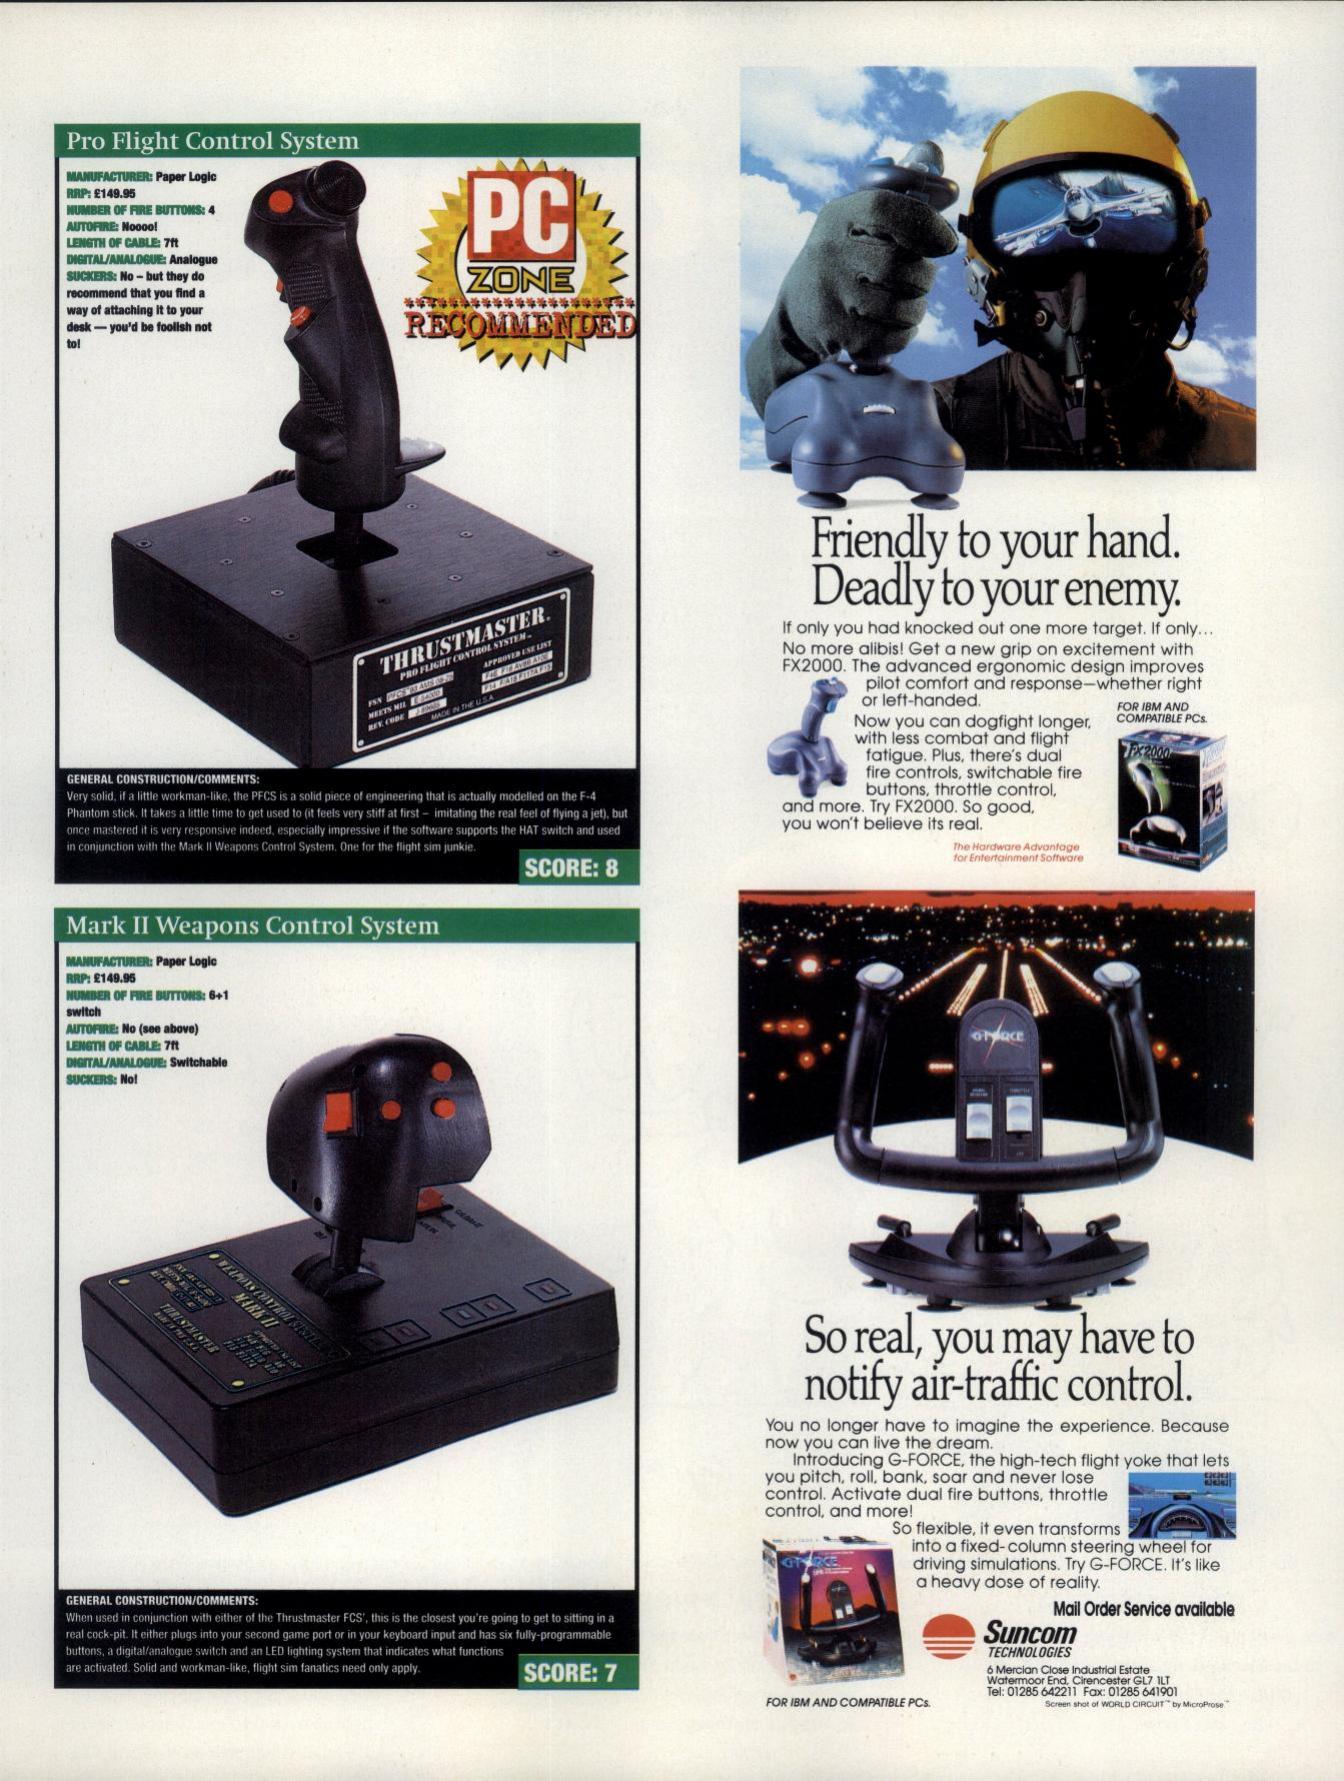 Pro Flight Control System
MANUFACTURER: Paper Logic
RRP: £149.95
NUMBER OF FIRE BUTTONS: 4
AUTOFIRE: Noooo!
LENGTH OF CABLE: 7ft
DIGITAL/ANALOGUE: Analogue
SUCKERS: No – but they do
recommend that you find a
way of attaching it to your
desk — you'd be foolish not
to!
PC
ZONE
RECOMMENDED
THRUSTMASTER.
PRO FLIGHT CONTROL SYSTEM™
APPROVED USE LIST
FSN PFCS
MEETS MIL
REV. CODE
MADE IN THE U.S.A.
GENERAL CONSTRUCTION/COMMENTS:
Very solid, if a little workman-like, the PFCS is a solid piece of engineering that is actually modelled on the F-4
Phantom stick. It takes a little time to get used to (it feels very stiff at first – imitating the real feel of flying a jet), but
once mastered it is very responsive indeed, especially impressive if the software supports the HAT switch and used
in conjunction with the Mark II Weapons Control System. One for the flight sim junkie.
SCORE: 8
Mark II Weapons Control System
MANUFACTURER: Paper Logic
RRP: £149.95
NUMBER OF FIRE BUTTONS: 6+1
switch
AUTOFIRE: No (see above)
LENGTH OF CABLE: 7ft
DIGITAL/ANALOGUE: Switchable
SUCKERS: No!
WEAPONS CONTROL SYSTEM
MARK II
THRUSTMASTER
GENERAL CONSTRUCTION/COMMENTS:
When used in conjunction with either of the Thrustmaster FCS', this is the closest you're going to get to sitting in a
real cock-pit. It either plugs into your second game port or in your keyboard input and has six fully-programmable
buttons, a digital/analogue switch and an LED lighting system that indicates what functions
are activated. Solid and workman-like, flight sim fanatics need only apply.
SCORE: 7
Friendly to your hand.
Deadly to your enemy.
If only you had knocked out one more target. If only...
No more alibis! Get a new grip on excitement with
FX2000. The advanced ergonomic design improves
pilot comfort and response—whether right
or left-handed.
Now you can dogfight longer,
with less combat and flight
fatigue. Plus, there's dual
fire controls, switchable fire
buttons, throttle control,
and more. Try FX2000. So good,
you won't believe its real.
FOR IBM AND
COMPATIBLE PCs.
FX2000
The Hardware Advantage
for Entertainment Software
G-FORCE
THROTTLE
So real, you may have to
notify air-traffic control.
You no longer have to imagine the experience. Because
now you can live the dream.
Introducing G-FORCE, the high-tech flight yoke that lets
you pitch, roll, bank, soar and never lose
control. Activate dual fire buttons, throttle
control, and more!
So flexible, it even transforms
into a fixed-column steering wheel for
driving simulations. Try G-FORCE. It's like
a heavy dose of reality.
G-FORCE
FOR IBM AND COMPATIBLE PCs.
Mail Order Service available
Suncom
TECHNOLOGIES
6 Mercian Close Industrial Estate
Watermoor End, Cirencester GL7 1LT
Tel: 01285 642211 Fax: 01285 641901
Screen shot of WORLD CIRCUIT™ by MicroProse™